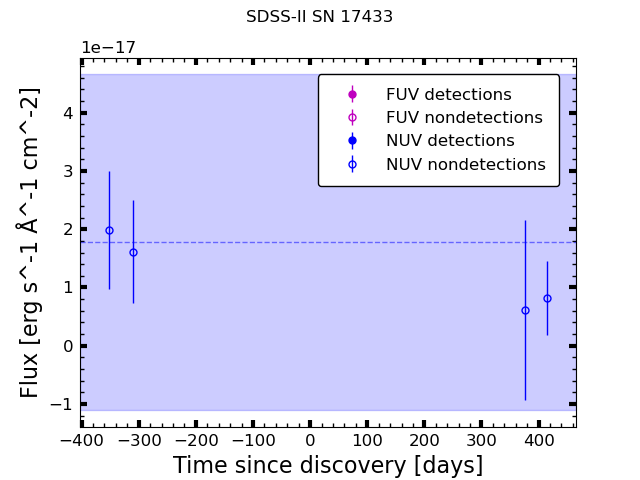 SDSS-II SN 17433
1e−17
FUV detections
FUV nondetections
NUV detections
NUV nondetections
4
3
2
1
0
−1
Flux [erg s^-1 Å^-1 cm^-2]
−400 −300 −200 −100 0 100 200 300 400
Time since discovery [days]